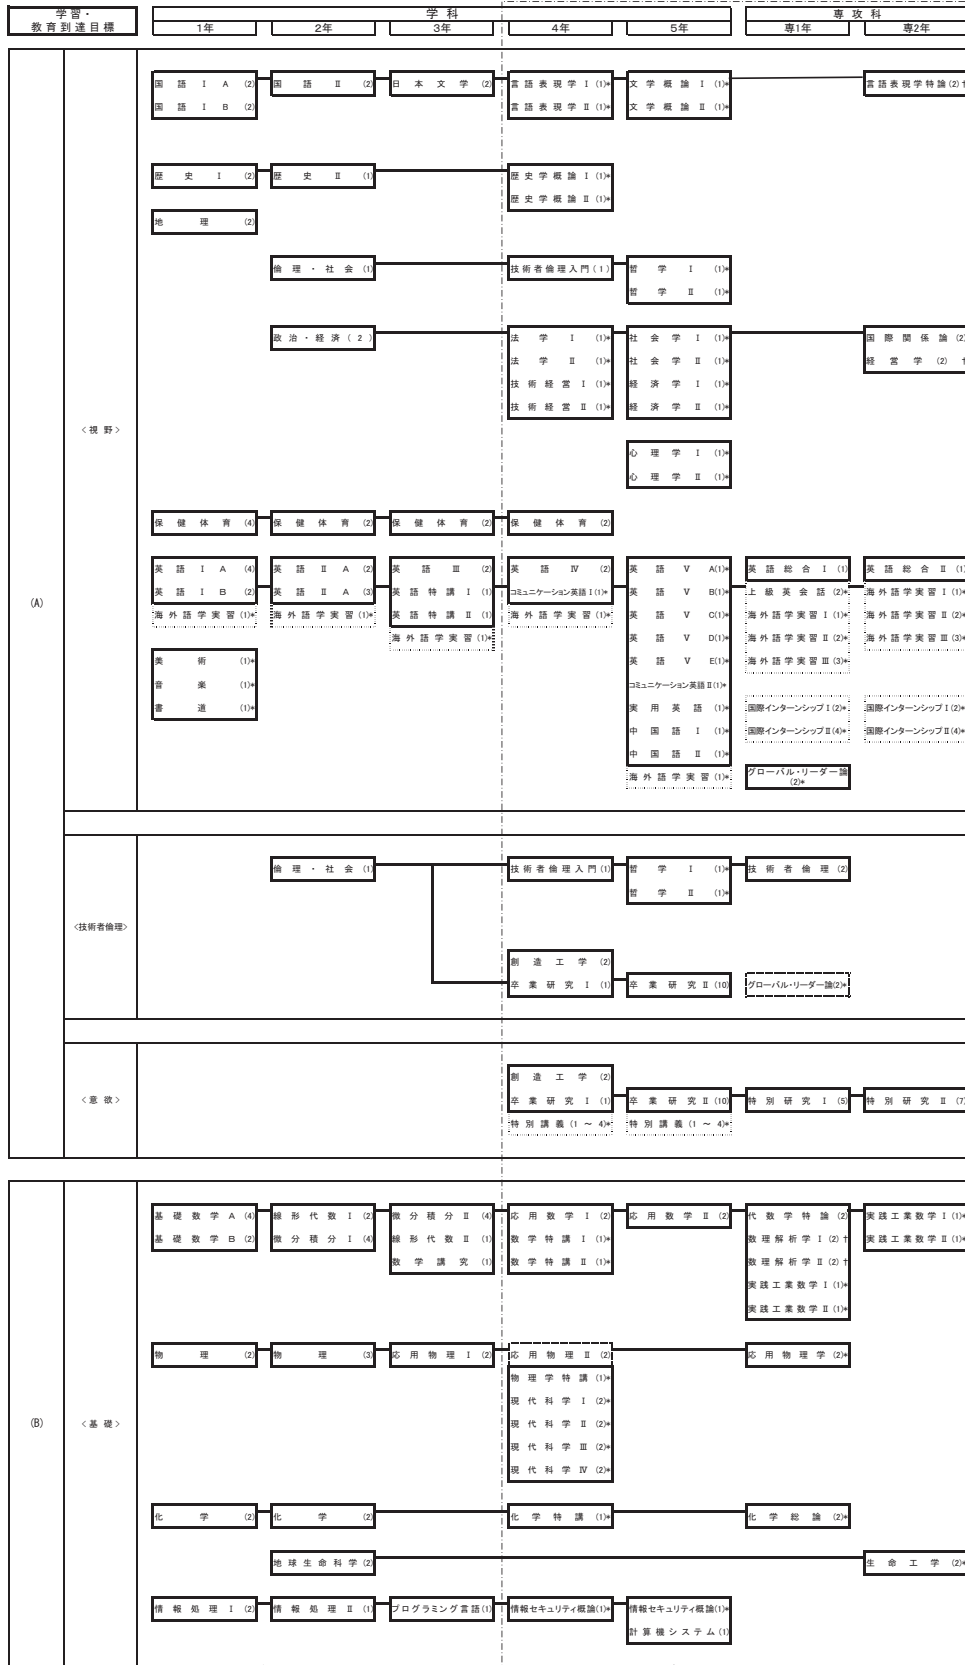 学習・ 学科 専攻科
教育到達目標 1年 2年 3年 4年 5年 専1年 専2年
国語ⅠA (2) 国語Ⅱ (2) 日本文学 (2) 言語表現学Ⅰ(1)* 文学概論Ⅰ(1)* 言語表現学特論(2)†
国語ⅠB (2) 言語表現学Ⅱ(1)* 文学概論Ⅱ(1)*
歴史Ⅰ (2) 歴史Ⅱ (1) 歴史学概論Ⅰ(1)*
歴史学概論Ⅱ(1)*
地理 (2)
倫理・社会(1) 技術者倫理入門(1) 哲学Ⅰ (1)*
哲学Ⅱ (1)*
政治・経済(2) 法学Ⅰ (1)* 社会学Ⅰ (1)* 国際関係論(2)
法学Ⅱ (1)* 社会学Ⅱ (1)* 経営学(2) †
技術経営Ⅰ(1)* 経済学Ⅰ (1)*
技術経営Ⅱ(1)* 経済学Ⅱ (1)*
<視野>
心理学Ⅰ (1)*
心理学Ⅱ (1)*
保健体育(4) 保健体育(2) 保健体育(2) 保健体育(2)
英語ⅠA (4) 英語ⅡA (2) 英語Ⅲ (2) 英語Ⅳ (2) 英語Ⅴ A(1)* 英語総合Ⅰ(1) 英語総合Ⅱ(1)
英語ⅠB (2) 英語ⅡA (3) 英語特講Ⅰ(1) コミュニケーション英語Ⅰ(1)* 英語Ⅴ B(1)* 上級英会話(2)* 海外語学実習Ⅰ(1)*
(A) 海外語学実習(1)* 海外語学実習(1)* 英語特講Ⅱ(1) 海外語学実習(1)* 英語Ⅴ C(1)* 海外語学実習Ⅰ(1)* 海外語学実習Ⅱ(2)*
海外語学実習(1)* 英語Ⅴ D(1)* 海外語学実習Ⅱ(2)* 海外語学実習Ⅲ(3)*
美術 (1)* 英語Ⅴ E(1)* 海外語学実習Ⅲ(3)*
音楽 (1)* コミュニケーション英語Ⅱ(1)*
書道 (1)* 実用英語(1)* 国際インターンシップⅠ(2)* 国際インターンシップⅠ(2)*
中国語Ⅰ (1)* 国際インターンシップⅡ(4)* 国際インターンシップⅡ(4)*
中国語Ⅱ (1)*
海外語学実習(1)* グローバル・リーダー論
(2)*
倫理・社会(1) 技術者倫理入門(1) 哲学Ⅰ (1)* 技術者倫理(2)
哲学Ⅱ (1)*
<技術者倫理>
創造工学(2)
卒業研究Ⅰ(1) 卒業研究Ⅱ(10) グローバル・リーダー論(2)*
創造工学(2)
<意欲> 卒業研究Ⅰ(1) 卒業研究Ⅱ(10) 特別研究Ⅰ(5) 特別研究Ⅱ(7)
特別講義(1～4)* 特別講義(1～4)*
基礎数学A(4) 線形代数Ⅰ(2) 微分積分Ⅱ(4) 応用数学Ⅰ(2) 応用数学Ⅱ(2) 代数学特論(2) 実践工業数学Ⅰ(1)*
基礎数学B(2) 微分積分Ⅰ(4) 線形代数Ⅱ(1) 数学特講Ⅰ(1)* 数理解析学Ⅰ(2)† 実践工業数学Ⅱ(1)*
数学講究(1) 数学特講Ⅱ(1)* 数理解析学Ⅱ(2)†
実践工業数学Ⅰ(1)*
実践工業数学Ⅱ(1)*
物理 (2) 物理 (3) 応用物理Ⅰ(2) 応用物理Ⅱ(2) 応用物理学(2)*
物理学特講(1)*
現代科学Ⅰ(2)*
(B) <基礎> 現代科学Ⅱ(2)*
現代科学Ⅲ(2)*
現代科学Ⅳ(2)*
化学 (2) 化学 (2) 化学特講(1)* 化学総論(2)*
地球生命科学(2) 生命工学(2)*
情報処理Ⅰ(2) 情報処理Ⅱ(1) プログラミング言語(1) 情報セキュリティ概論(1)* 情報セキュリティ概論(1)*
計算機システム(1)